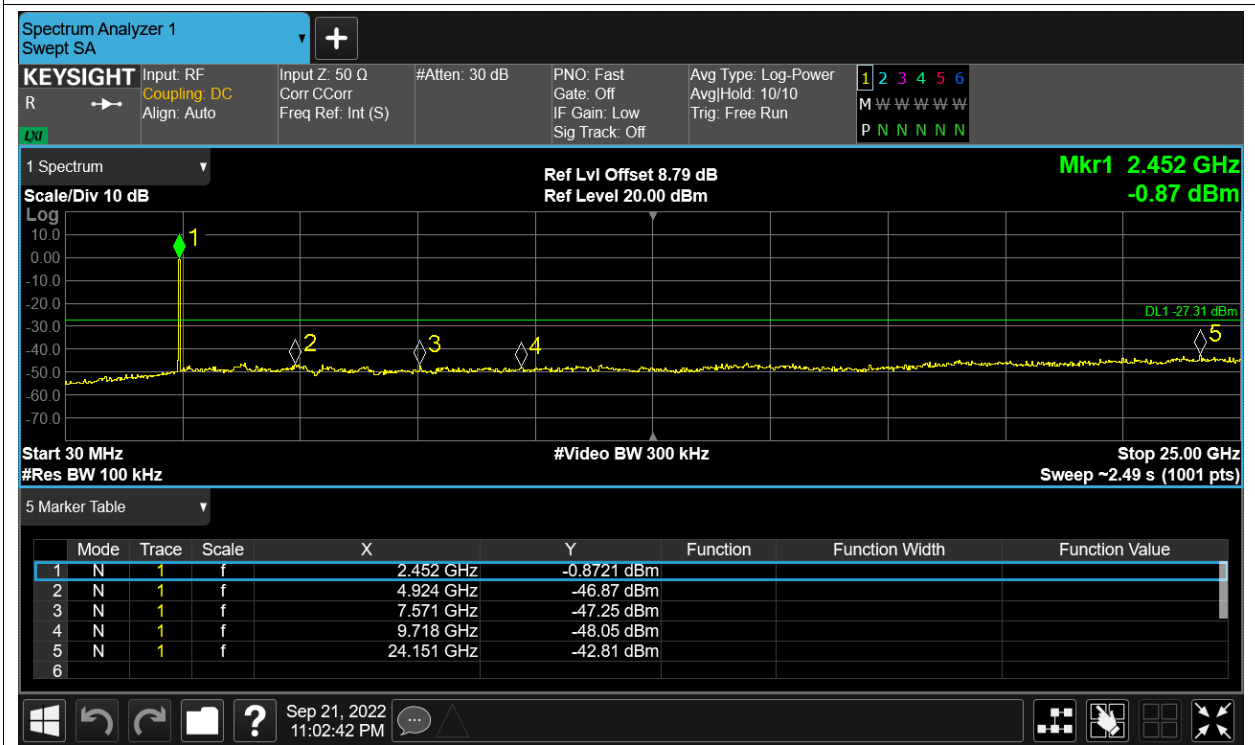 Spectrum Analyzer 1
Swept SA
+
KEYSIGHT Input: RF Input Z: 50 Ω #Atten: 30 dB PNO: Fast Avg Type: Log-Power 1 2 3 4 5 6
R Coupling: DC Corr CCorr Gate: Off Avg|Hold: 10/10 M W W W W W
Align: Auto Freq Ref: Int (S) IF Gain: Low Trig: Free Run
LXI Sig Track: Off P N N N N N
1 Spectrum Ref Lvl Offset 8.79 dB Mkr1 2.452 GHz
Scale/Div 10 dB Ref Level 20.00 dBm -0.87 dBm
Log
10.0
1
0.00
-10.0
-20.0
DL1 -27.31 dBm
-30.0
2 3 4 5
-40.0
-50.0
-60.0
-70.0
Start 30 MHz #Video BW 300 kHz Stop 25.00 GHz
#Res BW 100 kHz Sweep ~2.49 s (1001 pts)
5 Marker Table
Mode Trace Scale X Y Function Function Width Function Value
1 N 1 f 2.452 GHz -0.8721 dBm
2 N 1 f 4.924 GHz -46.87 dBm
3 N 1 f 7.571 GHz -47.25 dBm
4 N 1 f 9.718 GHz -48.05 dBm
5 N 1 f 24.151 GHz -42.81 dBm
6
? Sep 21, 2022
11:02:42 PM